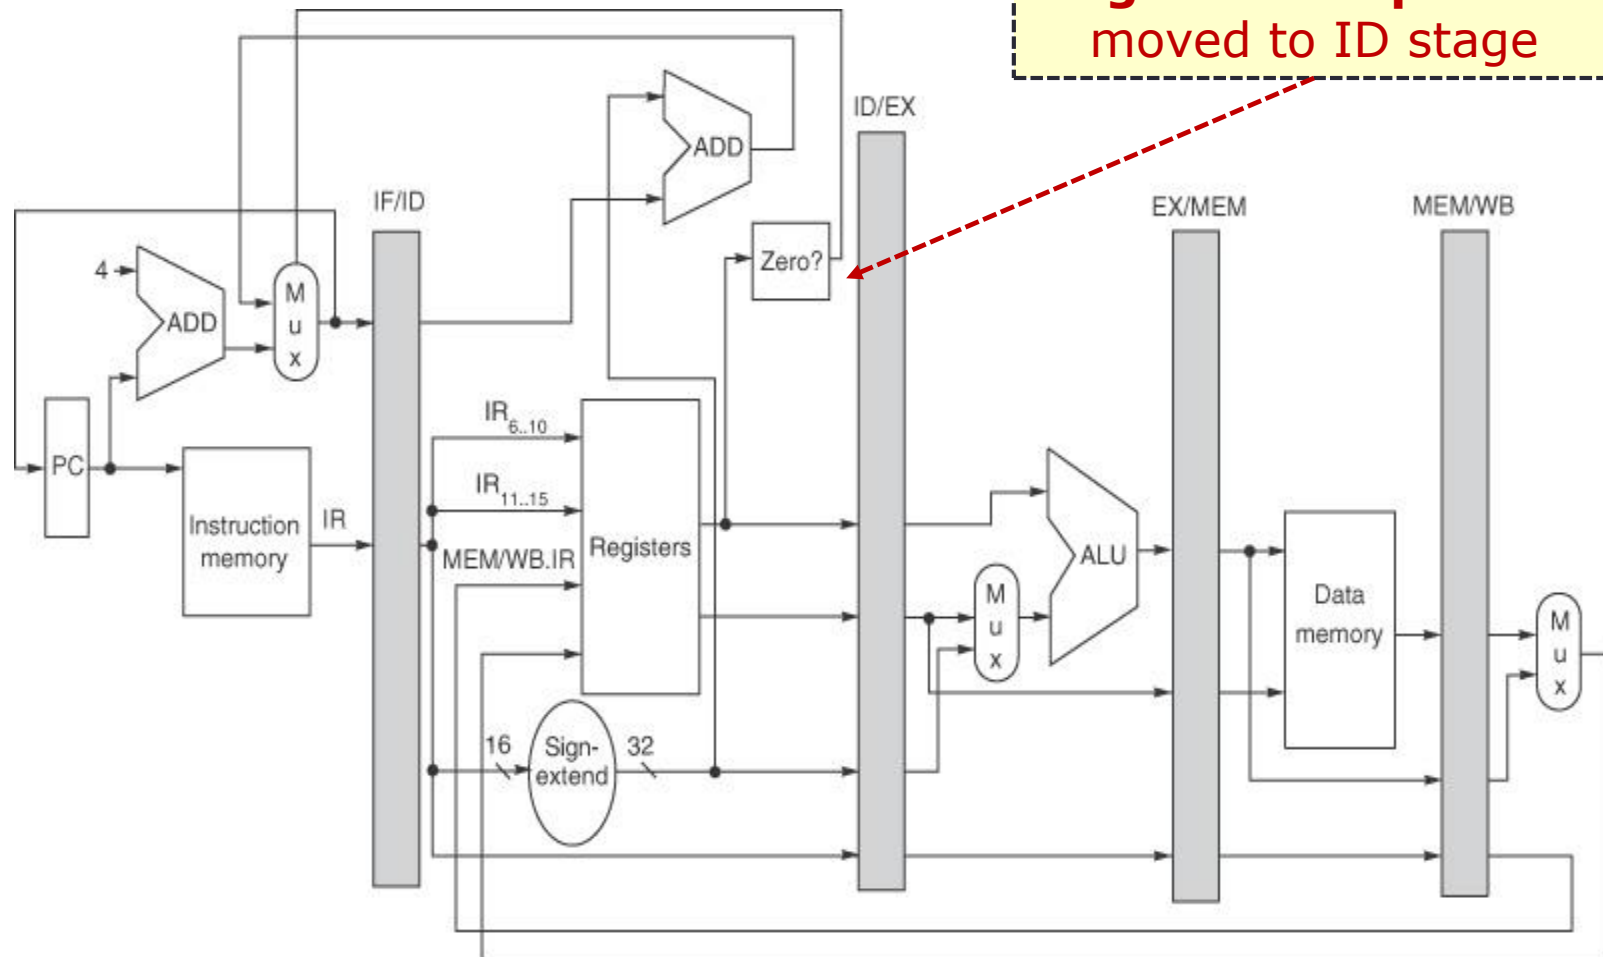 moved to ID stage
ID/EX
ADD
IF/ID
EX/MEM
MEM/WB
Zero?
4
ADD
M
u
x
IR6..10
PC
IR11..15
Instruction
memory
IR
MEM/WB.IR
Registers
ALU
M
u
x
Data
memory
M
u
x
16
Sign-
extend
32